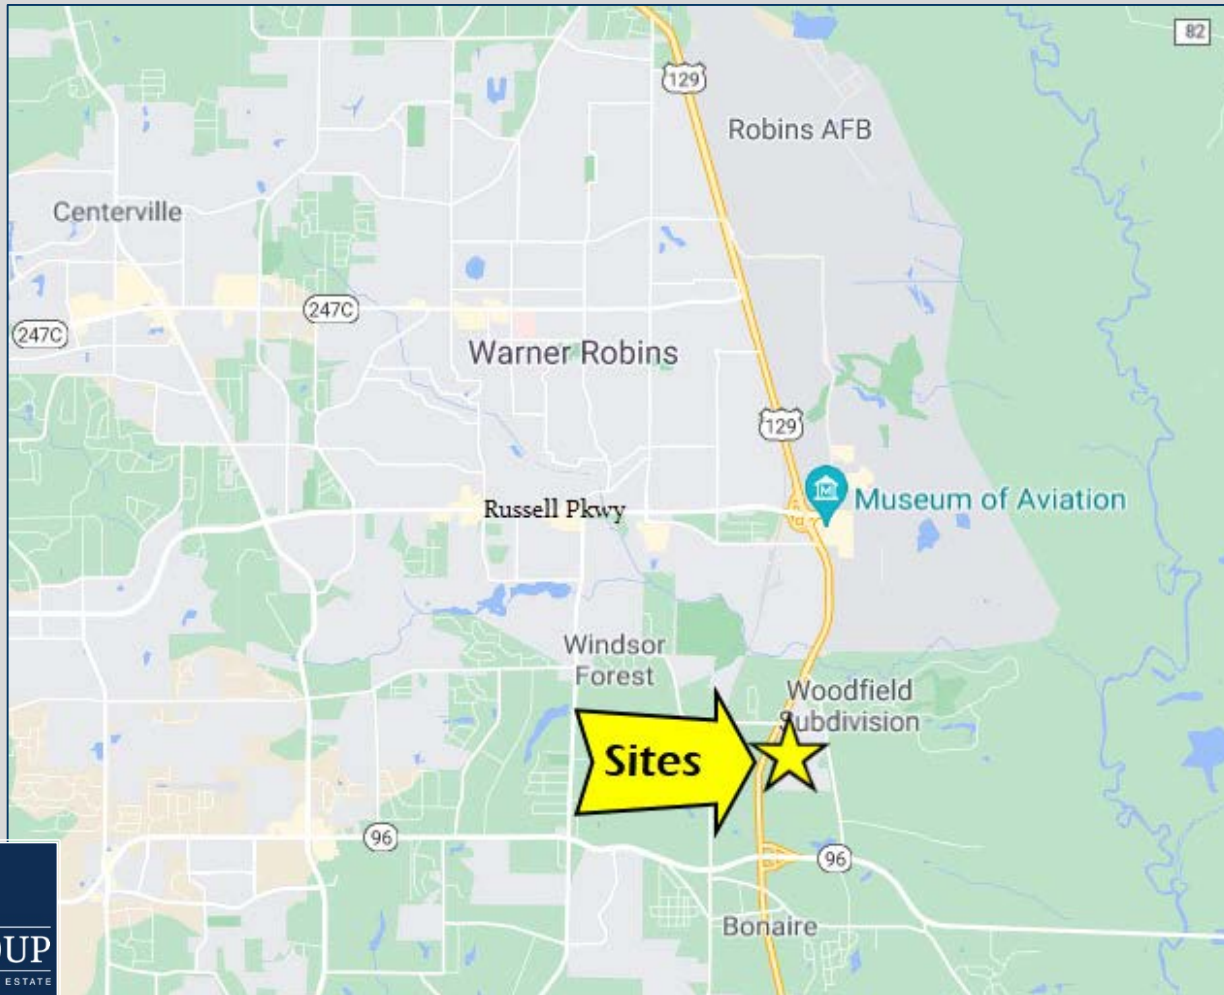 82
129
Robins AFB
Centerville
247C
247C
Warner Robins
129
Museum of Aviation
Russell Pkwy
Windsor
Forest
Woodfield
Subdivision
Sites
96
96
Bonaire
ESTATE